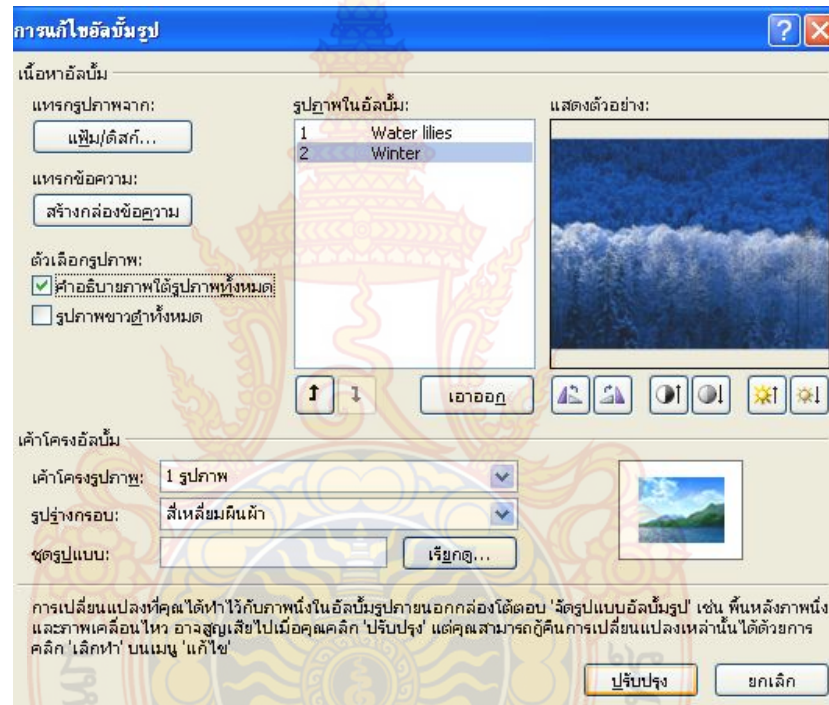 การแก้ไขอัลบั้มรูป
เนื้อหาอัลบั้ม
แทรกรูปภาพจาก:
แฟ้ม/ดิสก์...
แทรกข้อความ:
สร้างกล่องข้อความ
ตัวเลือกรูปภาพ:
คำอธิบายภาพใต้รูปภาพทั้งหมด
รูปภาพขาวดำทั้งหมด
รูปภาพในอัลบั้ม:
1 Water lilies
2 Winter
เอาออก
แสดงตัวอย่าง:
เค้าโครงอัลบั้ม
เค้าโครงรูปภาพ: 1 รูปภาพ
รูปร่างกรอบ: สี่เหลี่ยมผืนผ้า
ชุดรูปแบบ: เรียกดู...
การเปลี่ยนแปลงที่คุณได้ทำไว้กับภาพนิ่งในอัลบั้มรูปภายนอกกล่องโต้ตอบ 'จัดรูปแบบอัลบั้มรูป' เช่น พื้นหลังภาพนิ่ง
และภาพเคลื่อนไหว อาจสูญเสียไปเมื่อคุณคลิก 'ปรับปรุง' แต่คุณสามารถกู้คืนการเปลี่ยนแปลงเหล่านั้นได้ด้วยการ
คลิก 'เลิกทำ' บนเมนู 'แก้ไข'
ปรับปรุง ยกเลิก